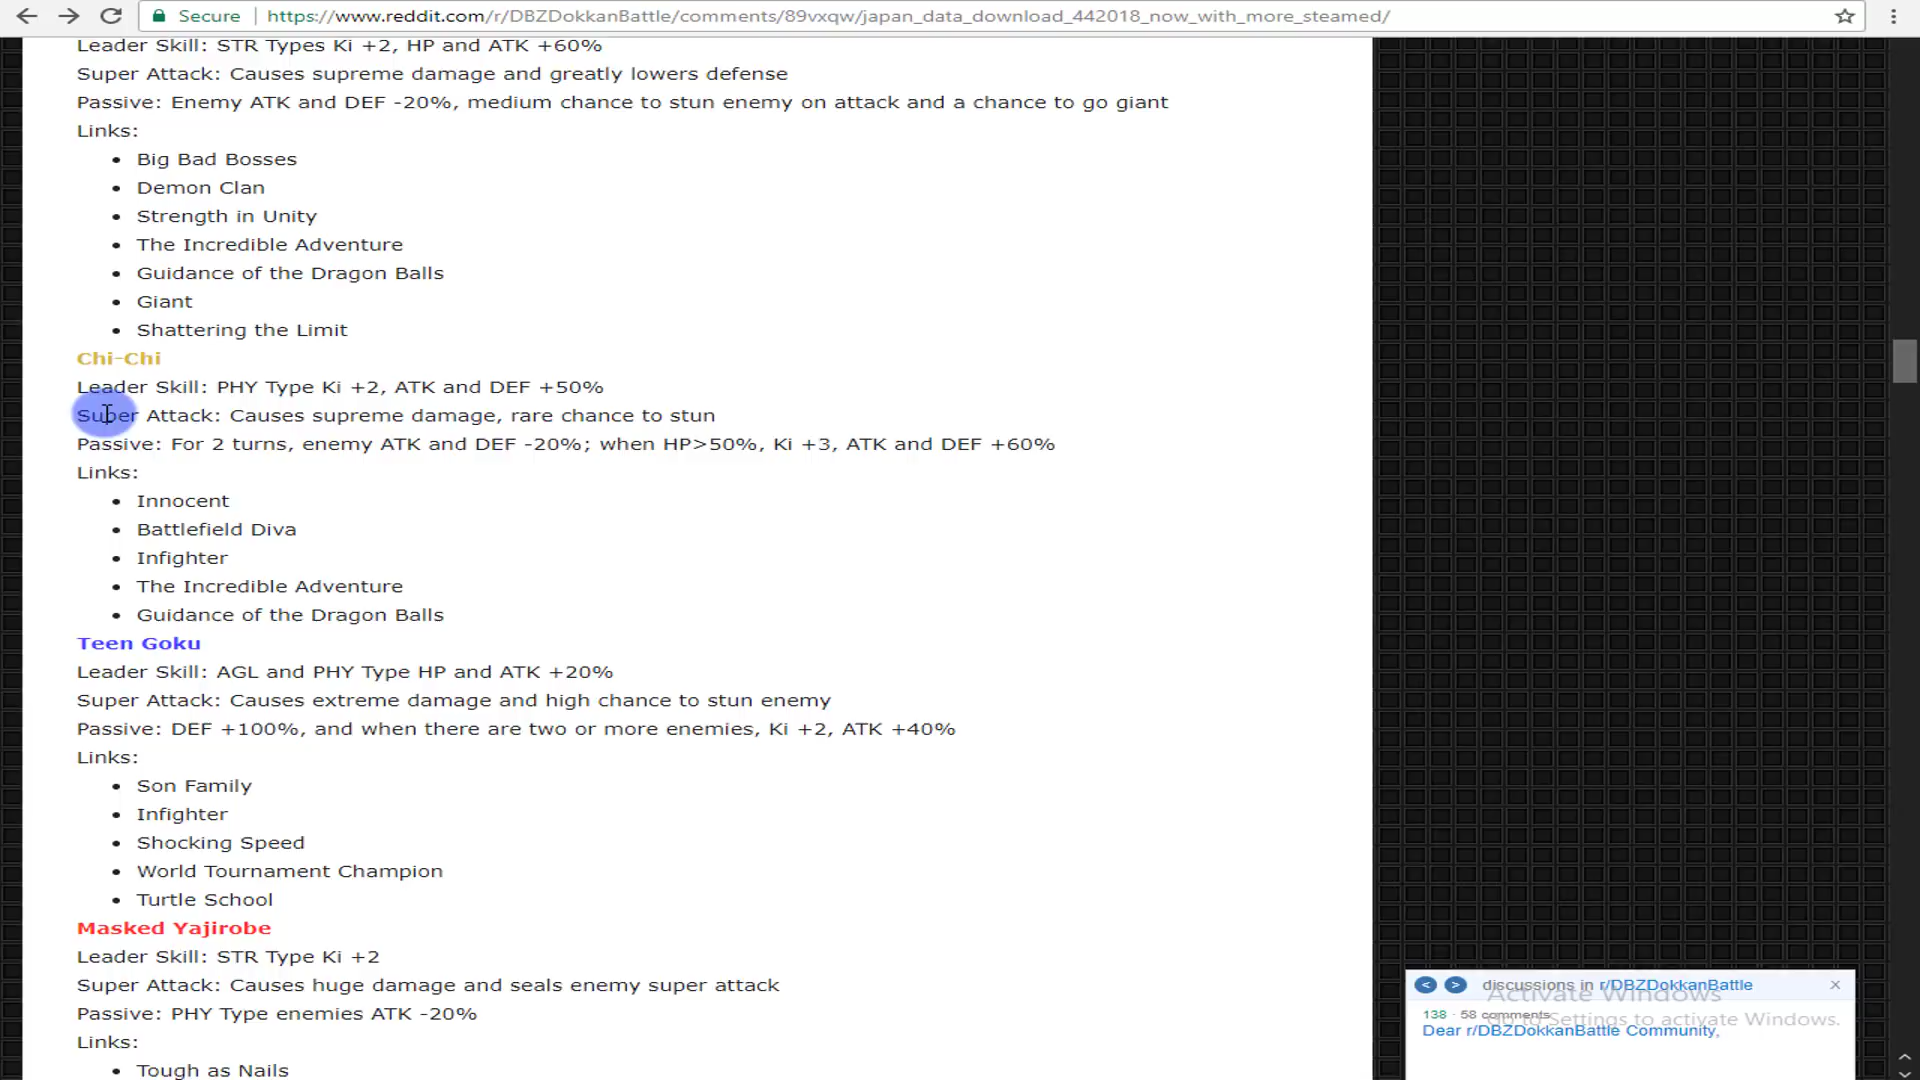 Secure
https://www.reddit.com/r/DBZDokkanBattle/comments/89vxqw/japan_data_download_442018_now_with_more_steamed/
Leader Skill: STR Types Ki +2, HP and ATK +60%
Super Attack: Causes supreme damage and greatly lowers defense
Passive: Enemy ATK and DEF -20%, medium chance to stun enemy on attack and a chance to go giant
Links:
• Big Bad Bosses
• Demon Clan
• Strength in Unity
• The Incredible Adventure
• Guidance of the Dragon Balls
• Giant
• Shattering the Limit
Chi-Chi
Leader Skill: PHY Type Ki +2, ATK and DEF +50%
Super Attack: Causes supreme damage, rare chance to stun
Passive: For 2 turns, enemy ATK and DEF -20%; when HP>50%, Ki +3, ATK and DEF +60%
Links:
• Innocent
• Battlefield Diva
• Infighter
• The Incredible Adventure
• Guidance of the Dragon Balls
Teen Goku
Leader Skill: AGL and PHY Type HP and ATK +20%
Super Attack: Causes extreme damage and high chance to stun enemy
Passive: DEF +100%, and when there are two or more enemies, Ki +2, ATK +40%
Links:
• Son Family
• Infighter
• Shocking Speed
• World Tournament Champion
• Turtle School
Masked Yajirobe
Leader Skill: STR Type Ki +2
Super Attack: Causes huge damage and seals enemy super attack
Passive: PHY Type enemies ATK -20%
Links:
• Tough as Nails
discussions in r/DBZDokkanBattle
Activate Windows
138 · 58 comments
Go to Settings to activate Windows.
Dear r/DBZDokkanBattle Community,